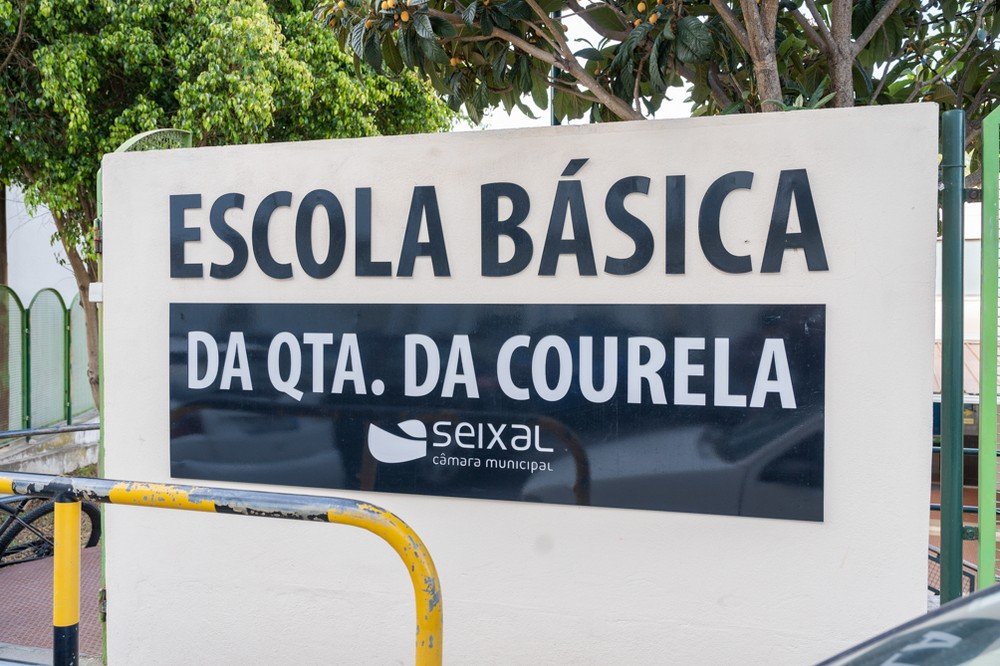 ESCOLA BÁSICA
DA QTA. DA COURELA
seixal
câmara municipal